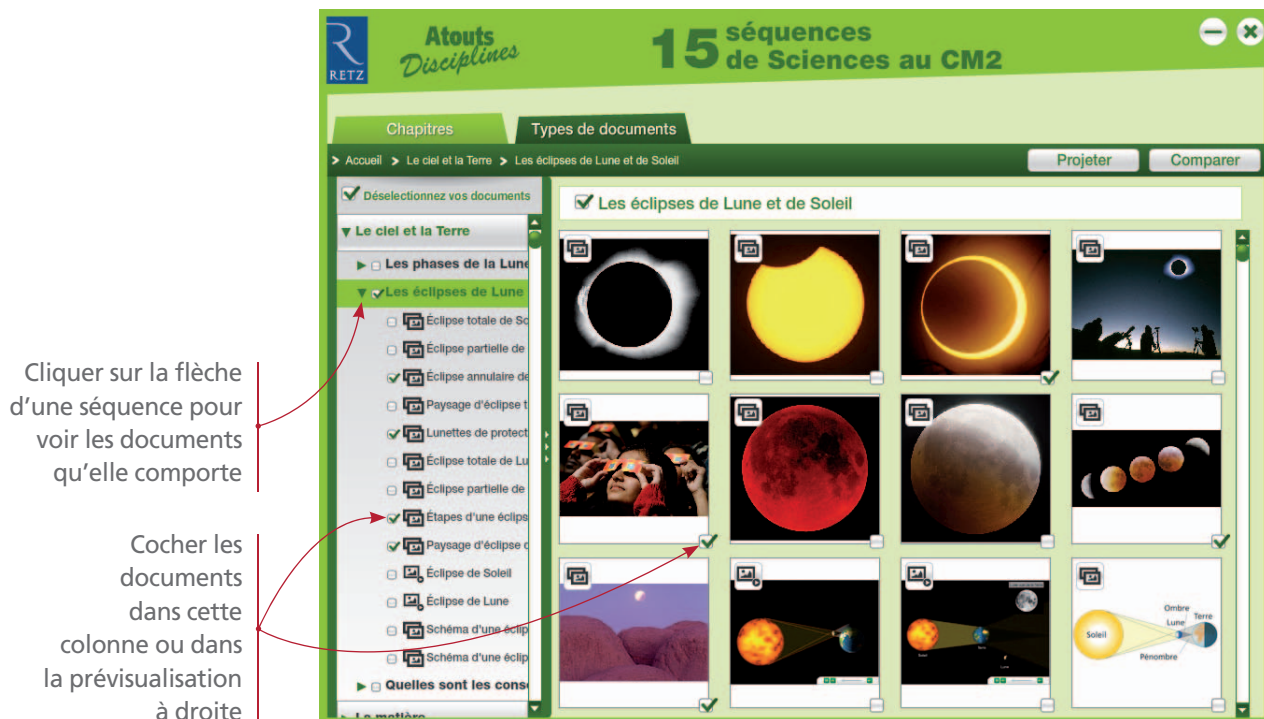 RETZ
Atouts
Disciplines
15 séquences
de Sciences au CM2
Chapitres
Types de documents
> Accueil > Le ciel et la Terre > Les éclipses de Lune et de Soleil
Projeter
Comparer
Déselectionnez vos documents
Le ciel et la Terre
Les phases de la Lune
Les éclipses de Lune
Éclipse totale de So
Éclipse partielle de
Éclipse annulaire de
Paysage d'éclipse t
Lunettes de protect
Éclipse totale de Lu
Éclipse partielle de
Étapes d'une éclips
Paysage d'éclipse d
Éclipse de Soleil
Éclipse de Lune
Schéma d'une éclip
Schéma d'une éclip
Quelles sont les cons
La matière
Les éclipses de Lune et de Soleil
Soleil
Ombre
Lune
Terre
Pénombre
Cliquer sur la flèche
d'une séquence pour
voir les documents
qu'elle comporte
Cocher les
documents
dans cette
colonne ou dans
la prévisualisation
à droite